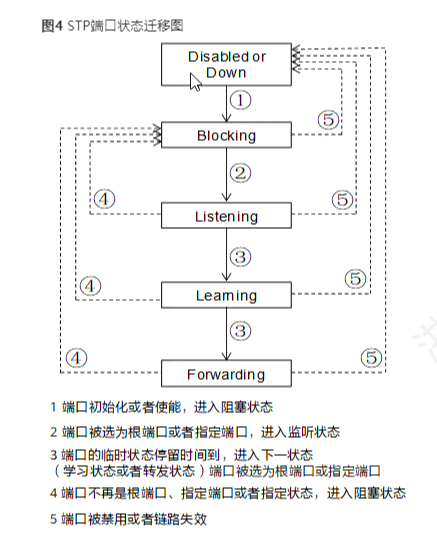 图4 STP端口状态迁移图
Disabled or
Down
①
⑤
Blocking
②
④
⑤
Listening
③
④
⑤
Learning
③
④
⑤
Forwarding
1 端口初始化或者使能，进入阻塞状态
2 端口被选为根端口或者指定端口，进入监听状态
3 端口的临时状态停留时间到，进入下一状态
（学习状态或者转发状态）端口被选为根端口或指定端口
4 端口不再是根端口、指定端口或者指定状态，进入阻塞状态
5 端口被禁用或者链路失效